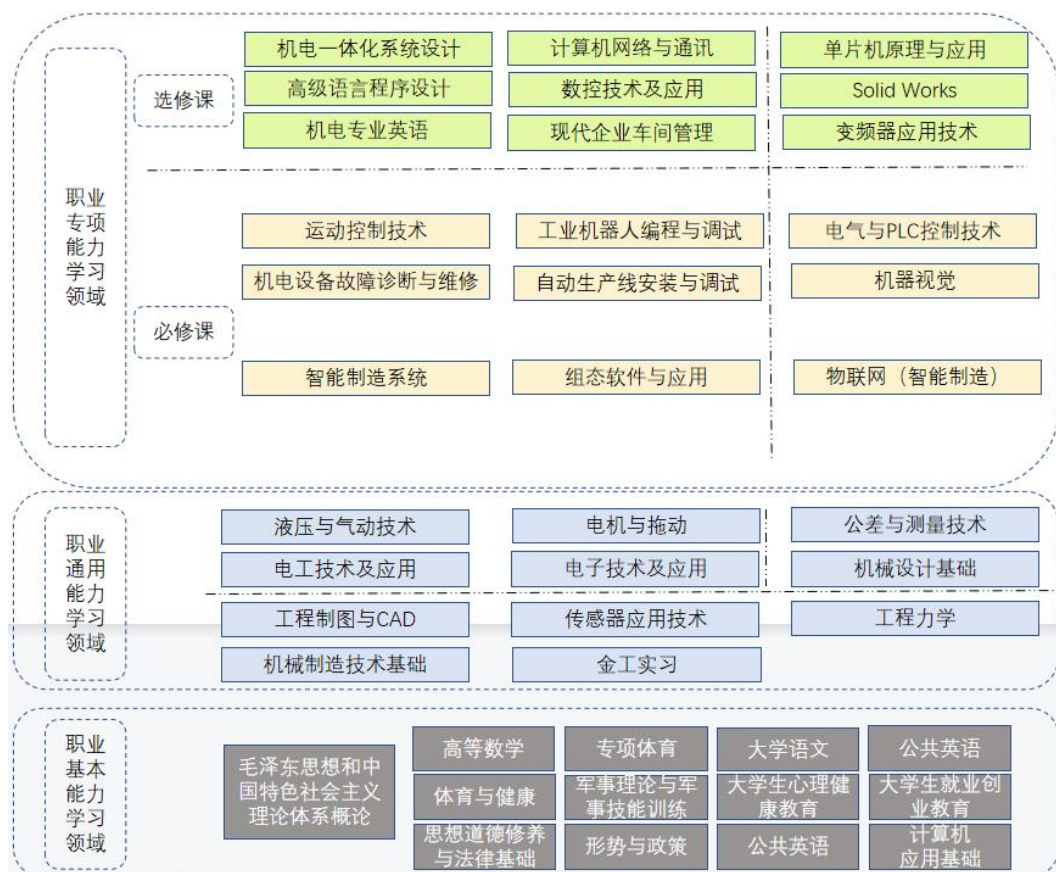 机电一体化系统设计
计算机网络与通讯
单片机原理与应用
选修课
高级语言程序设计
数控技术及应用
Solid Works
机电专业英语
现代企业车间管理
变频器应用技术
职业
专项
能力
学习
领域
运动控制技术
工业机器人编程与调试
电气与PLC控制技术
机电设备故障诊断与维修
自动生产线安装与调试
机器视觉
必修课
智能制造系统
组态软件与应用
物联网（智能制造）
职业
通用
能力
学习
领域
液压与气动技术
电机与拖动
公差与测量技术
电工技术及应用
电子技术及应用
机械设计基础
工程制图与CAD
传感器应用技术
工程力学
机械制造技术基础
金工实习
职业
基本
能力
学习
领域
毛泽东思想和中
国特色社会主义
理论体系概论
高等数学
专项体育
大学语文
公共英语
体育与健康
军事理论与军
事技能训练
大学生心理健
康教育
大学生就业创
业教育
思想道德修养
与法律基础
形势与政策
公共英语
计算机
应用基础